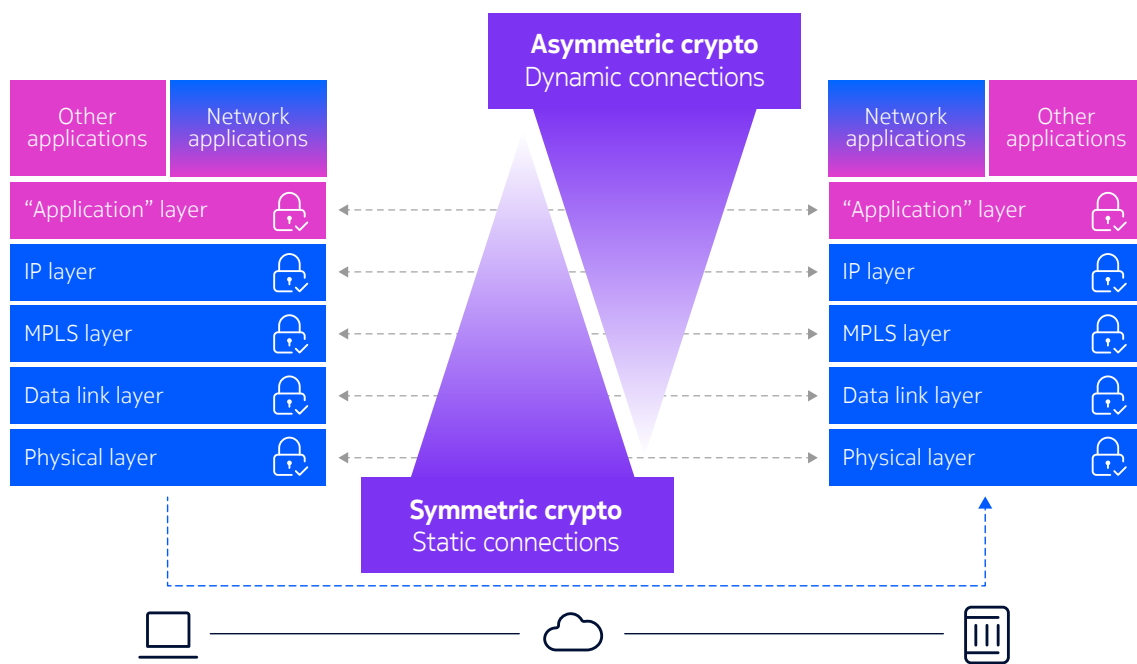 Asymmetric crypto
Dynamic connections
Other
applications
Network
applications
Network
applications
Other
applications
“Application” layer
“Application” layer
IP layer
IP layer
MPLS layer
MPLS layer
Data link layer
Data link layer
Physical layer
Physical layer
Symmetric crypto
Static connections